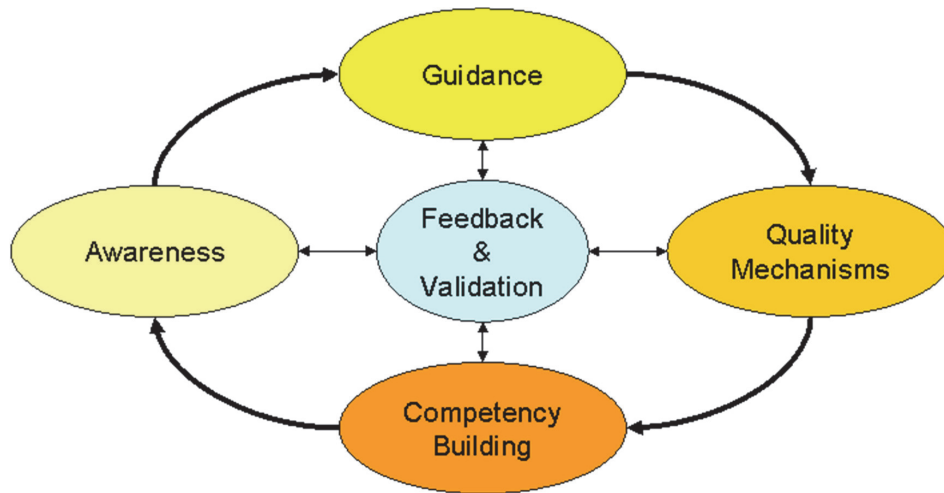 Guidance
Awareness
Feedback
&
Validation
Quality
Mechanisms
Competency
Building